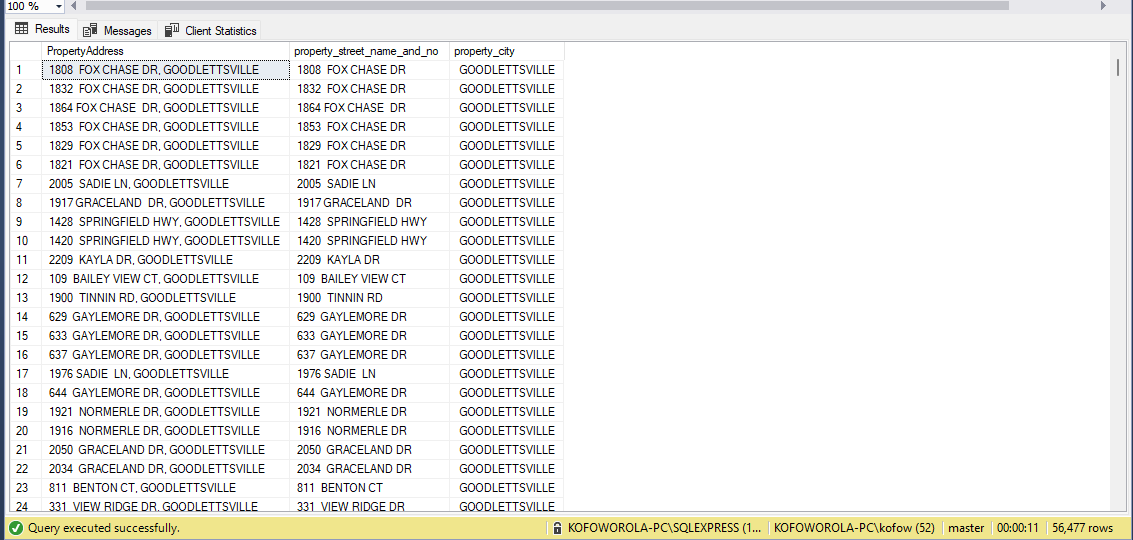 100 %
Results Messages Client Statistics
PropertyAddress property_street_name_and_no property_city
1 1808  FOX CHASE DR, GOODLETTSVILLE 1808  FOX CHASE DR GOODLETTSVILLE
2 1832  FOX CHASE DR, GOODLETTSVILLE 1832  FOX CHASE DR GOODLETTSVILLE
3 1864 FOX CHASE  DR, GOODLETTSVILLE 1864 FOX CHASE  DR GOODLETTSVILLE
4 1853  FOX CHASE DR, GOODLETTSVILLE 1853  FOX CHASE DR GOODLETTSVILLE
5 1829  FOX CHASE DR, GOODLETTSVILLE 1829  FOX CHASE DR GOODLETTSVILLE
6 1821  FOX CHASE DR, GOODLETTSVILLE 1821  FOX CHASE DR GOODLETTSVILLE
7 2005  SADIE LN, GOODLETTSVILLE 2005  SADIE LN GOODLETTSVILLE
8 1917 GRACELAND  DR, GOODLETTSVILLE 1917 GRACELAND  DR GOODLETTSVILLE
9 1428  SPRINGFIELD HWY, GOODLETTSVILLE 1428  SPRINGFIELD HWY GOODLETTSVILLE
10 1420  SPRINGFIELD HWY, GOODLETTSVILLE 1420  SPRINGFIELD HWY GOODLETTSVILLE
11 2209  KAYLA DR, GOODLETTSVILLE 2209  KAYLA DR GOODLETTSVILLE
12 109  BAILEY VIEW CT, GOODLETTSVILLE 109  BAILEY VIEW CT GOODLETTSVILLE
13 1900  TINNIN RD, GOODLETTSVILLE 1900  TINNIN RD GOODLETTSVILLE
14 629  GAYLEMORE DR, GOODLETTSVILLE 629  GAYLEMORE DR GOODLETTSVILLE
15 633  GAYLEMORE DR, GOODLETTSVILLE 633  GAYLEMORE DR GOODLETTSVILLE
16 637  GAYLEMORE DR, GOODLETTSVILLE 637  GAYLEMORE DR GOODLETTSVILLE
17 1976 SADIE  LN, GOODLETTSVILLE 1976 SADIE  LN GOODLETTSVILLE
18 644  GAYLEMORE DR, GOODLETTSVILLE 644  GAYLEMORE DR GOODLETTSVILLE
19 1921  NORMERLE DR, GOODLETTSVILLE 1921  NORMERLE DR GOODLETTSVILLE
20 1916  NORMERLE DR, GOODLETTSVILLE 1916  NORMERLE DR GOODLETTSVILLE
21 2050  GRACELAND DR, GOODLETTSVILLE 2050  GRACELAND DR GOODLETTSVILLE
22 2034  GRACELAND DR, GOODLETTSVILLE 2034  GRACELAND DR GOODLETTSVILLE
23 811  BENTON CT, GOODLETTSVILLE 811  BENTON CT GOODLETTSVILLE
24 331  VIEW RIDGE DR, GOODLETTSVILLE 331  VIEW RIDGE DR GOODLETTSVILLE
Query executed successfully. KOFOWOROLA-PC\SQLEXPRESS (1... KOFOWOROLA-PC\kofow (52) master 00:00:11 56,477 rows